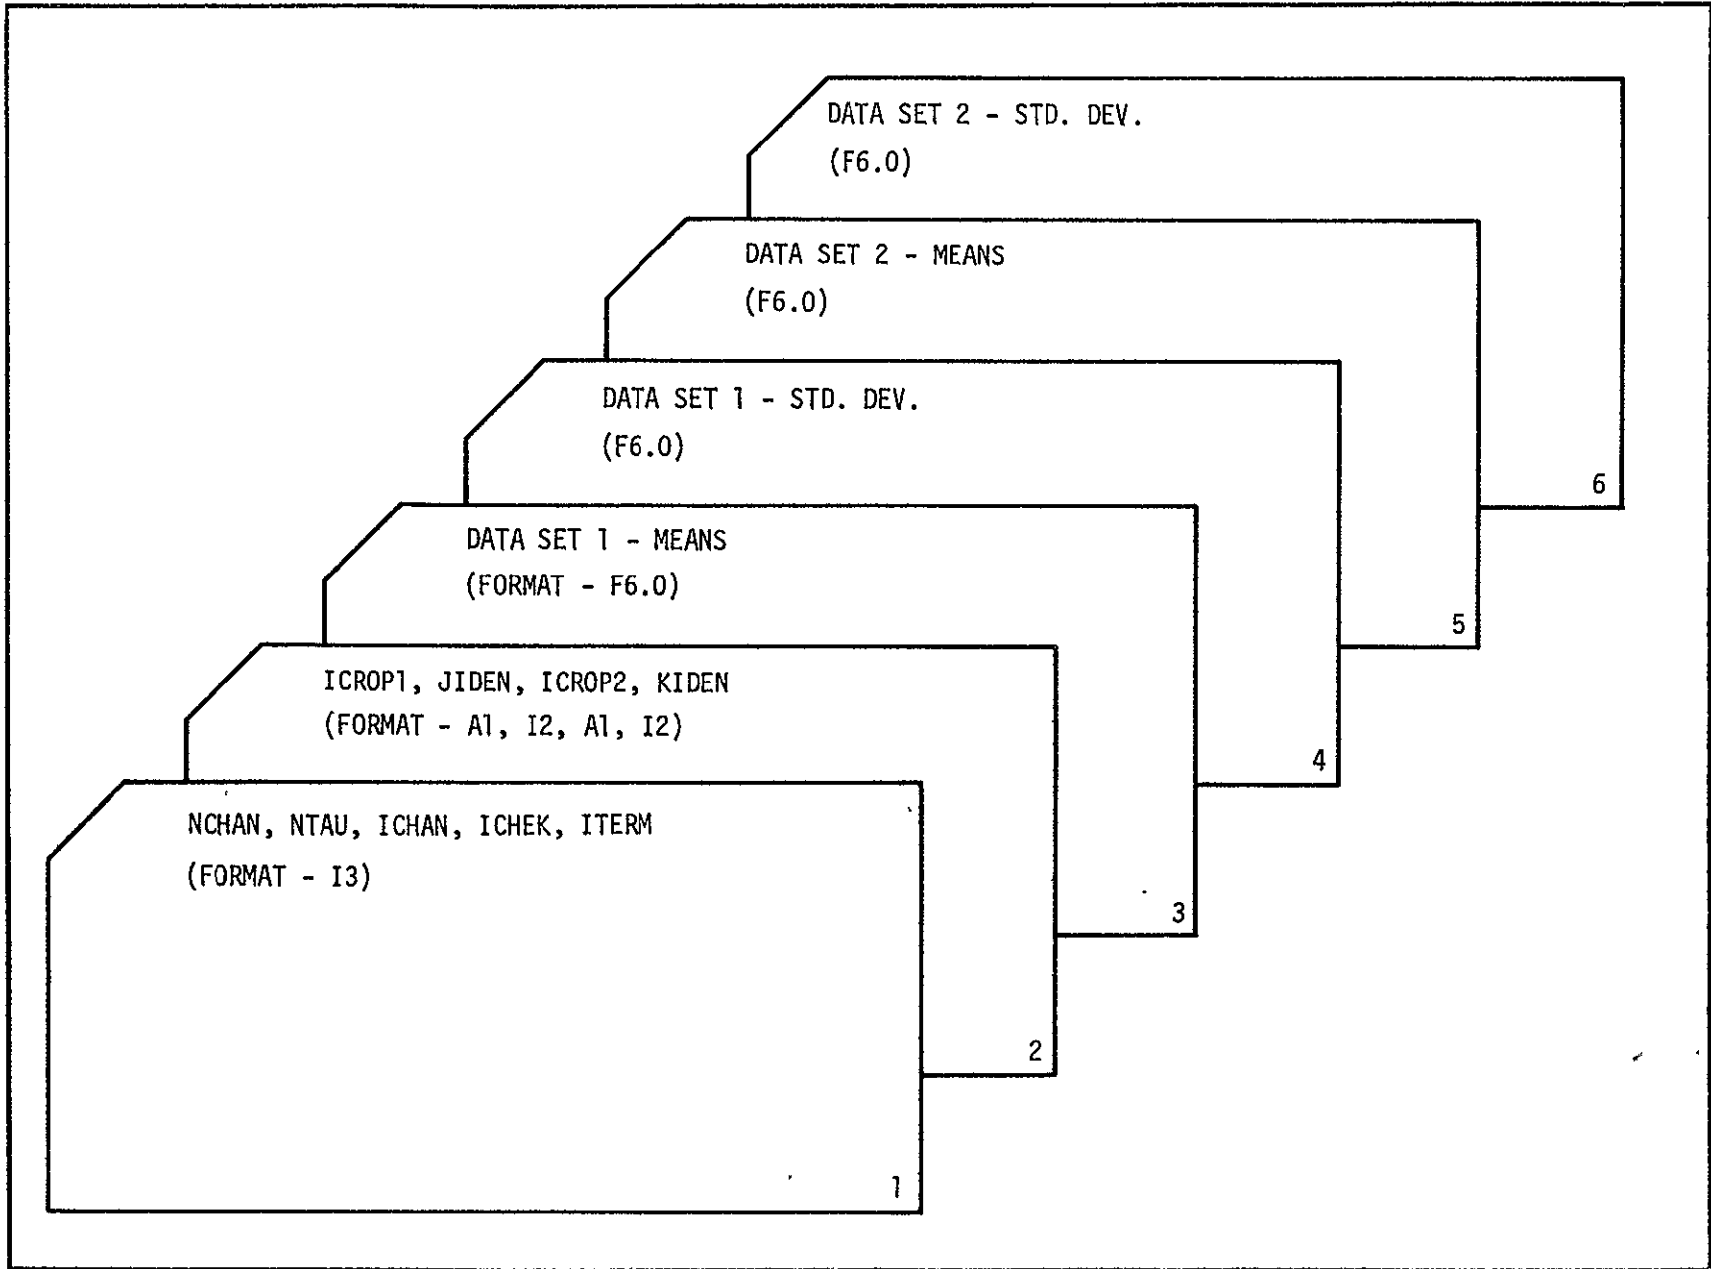 DATA SET 2 - STD. DEV.
(F6.0)
6
DATA SET 2 - MEANS
(F6.0)
5
DATA SET 1 - STD. DEV.
(F6.0)
4
DATA SET 1 - MEANS
(FORMAT - F6.0)
3
ICROP1, JIDEN, ICROP2, KIDEN
(FORMAT - A1, I2, A1, I2)
2
NCHAN, NTAU, ICHAN, ICHEK, ITERM
(FORMAT - I3)
1